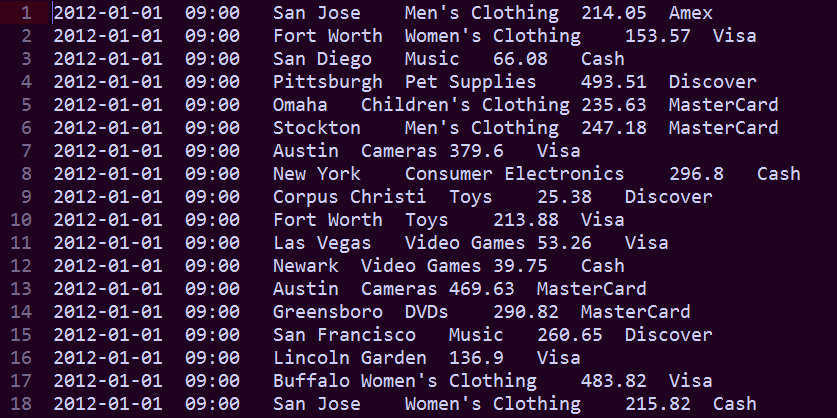 1 2012-01-01 09:00 San Jose Men's Clothing 214.05 Amex
2 2012-01-01 09:00 Fort Worth Women's Clothing 153.57 Visa
3 2012-01-01 09:00 San Diego Music 66.08 Cash
4 2012-01-01 09:00 Pittsburgh Pet Supplies 493.51 Discover
5 2012-01-01 09:00 Omaha Children's Clothing 235.63 MasterCard
6 2012-01-01 09:00 Stockton Men's Clothing 247.18 MasterCard
7 2012-01-01 09:00 Austin Cameras 379.6 Visa
8 2012-01-01 09:00 New York Consumer Electronics 296.8 Cash
9 2012-01-01 09:00 Corpus Christi Toys 25.38 Discover
10 2012-01-01 09:00 Fort Worth Toys 213.88 Visa
11 2012-01-01 09:00 Las Vegas Video Games 53.26 Visa
12 2012-01-01 09:00 Newark Video Games 39.75 Cash
13 2012-01-01 09:00 Austin Cameras 469.63 MasterCard
14 2012-01-01 09:00 Greensboro DVDs 290.82 MasterCard
15 2012-01-01 09:00 San Francisco Music 260.65 Discover
16 2012-01-01 09:00 Lincoln Garden 136.9 Visa
17 2012-01-01 09:00 Buffalo Women's Clothing 483.82 Visa
18 2012-01-01 09:00 San Jose Women's Clothing 215.82 Cash